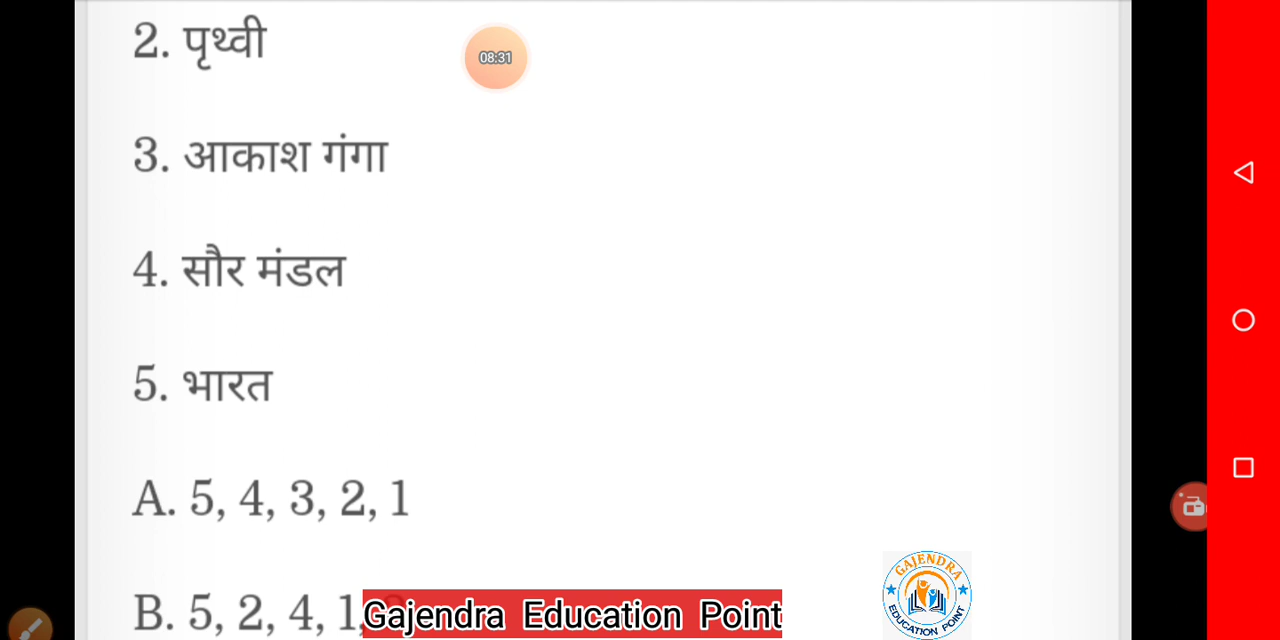 2. पृथ्वी
08:31
3. आकाश गंगा
4. सौर मंडल
5. भारत
A. 5, 4, 3, 2, 1
B. 5, 2, 4, 1,
Gajendra Education Point
GAJENDRA
EDUCATION POINT